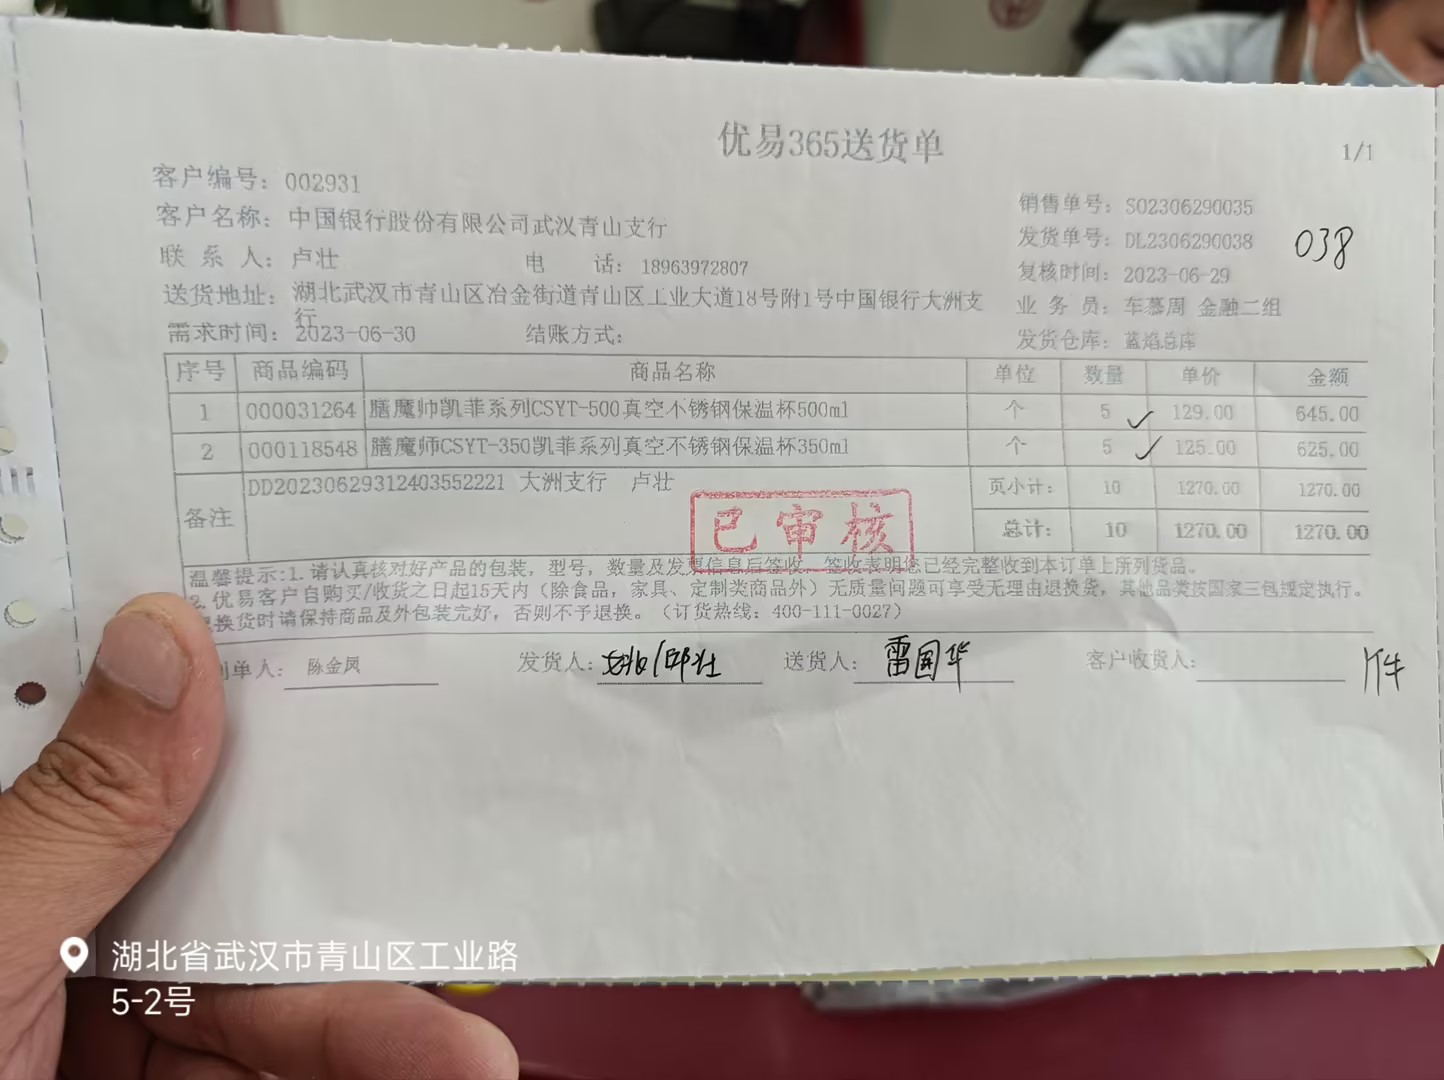 优易365送货单
1/1
客户编号：002931
销售单号：SO2306290035
客户名称：中国银行股份有限公司武汉青山支行
发货单号：DL2306290038
038
联系人：卢壮 电话：18963972807
复核时间：2023-06-29
送货地址：湖北武汉市青山区冶金街道青山区工业大道18号附1号中国银行大洲支
行
业务员：车慕周 金融二组
需求时间：2023-06-30 结账方式：
发货仓库：蓝焰总库
序号 商品编码 商品名称 单位 数量 单价 金额
1 000031264 膳魔帅凯菲系列CSYT-500真空不锈钢保温杯500ml 个 5 129.00 645.00
2 000118548 膳魔师CSYT-350凯菲系列真空不锈钢保温杯350ml 个 5 125.00 625.00
备注 DD20230629312403552221 大洲支行 卢壮
页小计： 10 1270.00 1270.00
总计： 10 1270.00 1270.00
已审核
温馨提示:1.请认真核对好产品的包装，型号，数量及发票信息后签收，签收表明您已经完整收到本订单上所列货品。
2.优易客户自购买/收货之日起15天内（除食品，家具、定制类商品外）无质量问题可享受无理由退换货，其他品类按国家三包规定执行。
换货时请保持商品及外包装完好，否则不予退换。（订货热线：400-111-0027）
制单人：陈金凤 发货人： 送货人：雷国华 客户收货人： 1件
湖北省武汉市青山区工业路
5-2号